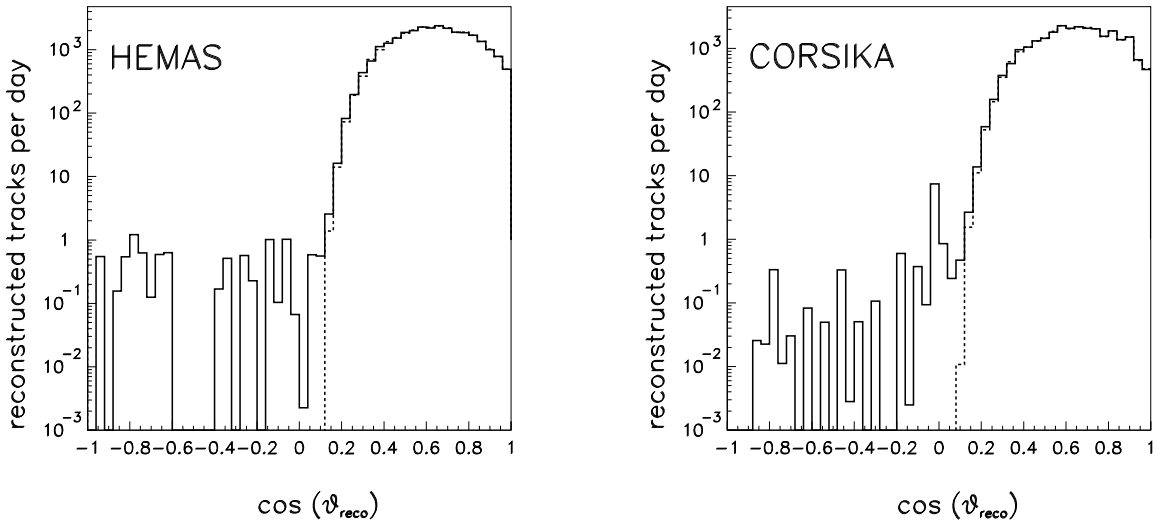 HEMAS
reconstructed tracks per day
10³
10²
10
1
10⁻¹
10⁻²
10⁻³
-1 -0.8 -0.6 -0.4 -0.2 0 0.2 0.4 0.6 0.8 1
cos (ϑreco)
CORSIKA
reconstructed tracks per day
10³
10²
10
1
10⁻¹
10⁻²
10⁻³
-1 -0.8 -0.6 -0.4 -0.2 0 0.2 0.4 0.6 0.8 1
cos (ϑreco)